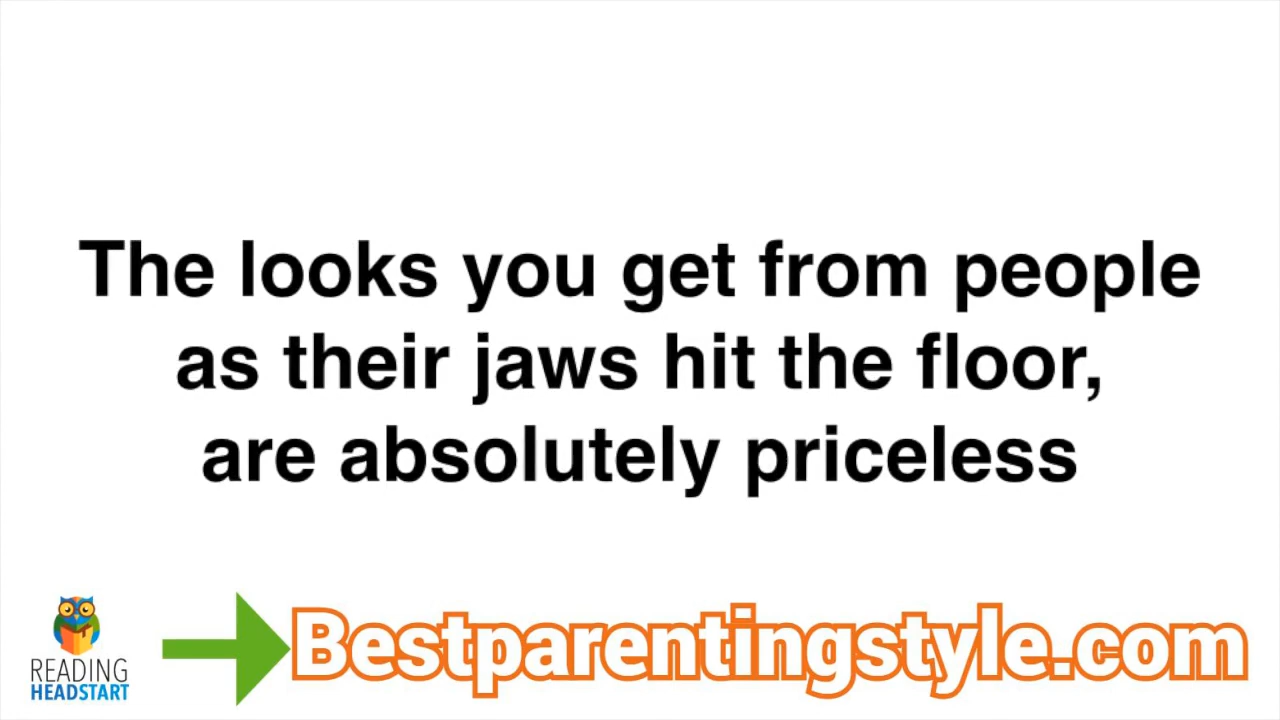 The looks you get from people
as their jaws hit the floor,
are absolutely priceless
READING
HEADSTART
Bestparentingstyle.com